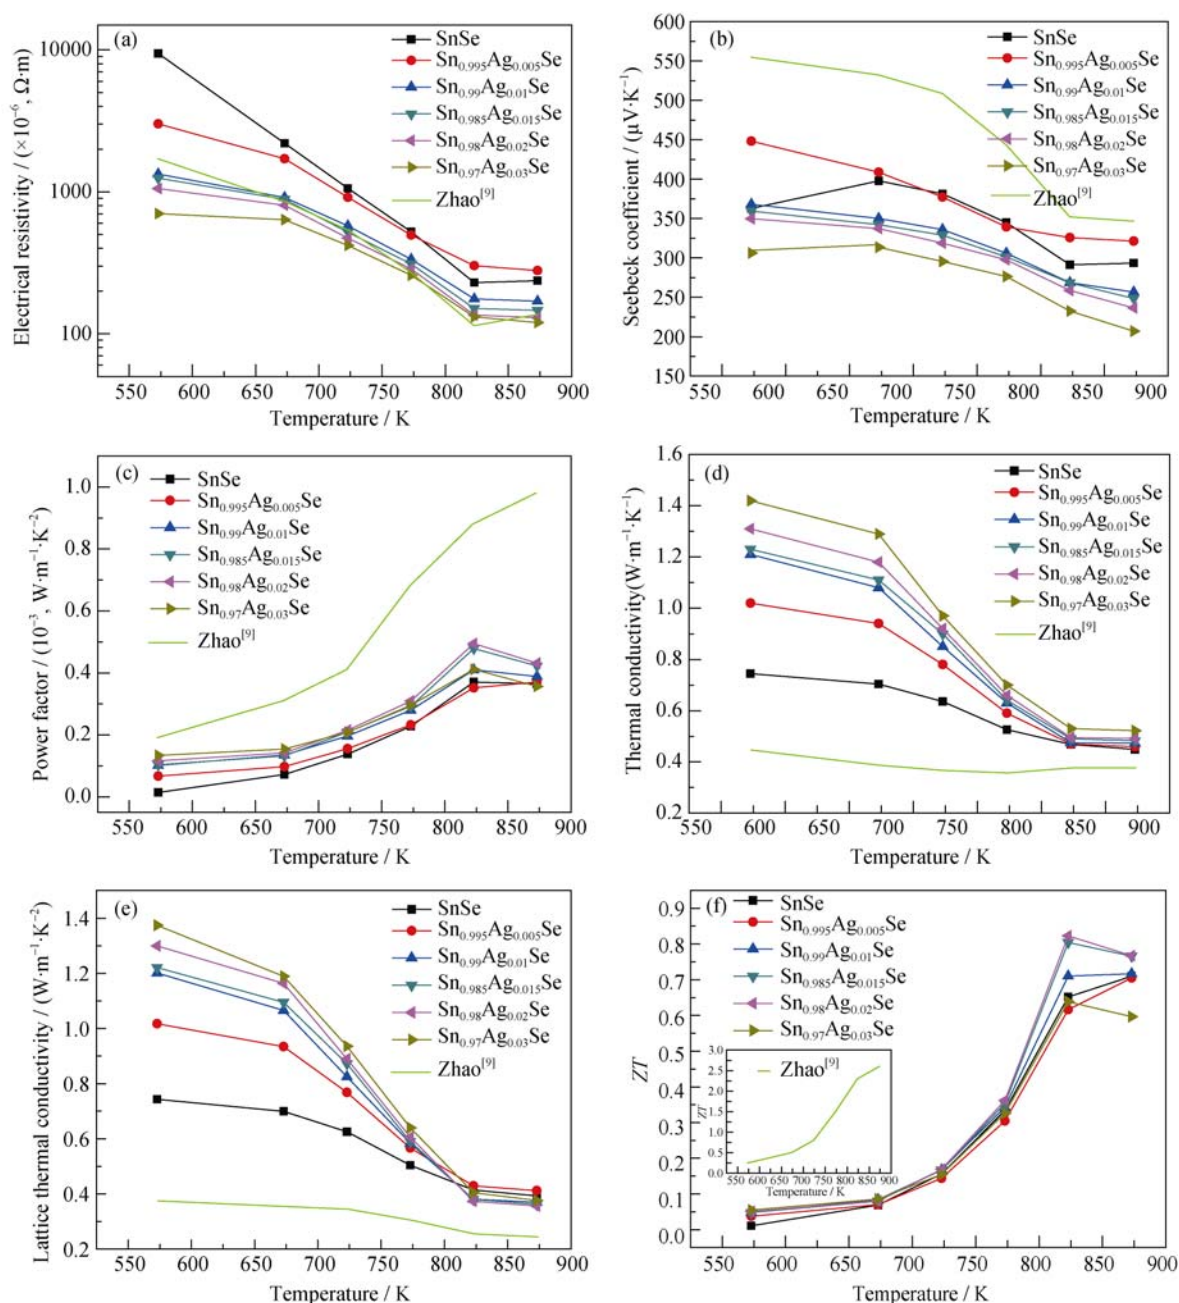 (a)
SnSe
Sn0.995Ag0.005Se
Sn0.99Ag0.01Se
Sn0.985Ag0.015Se
Sn0.98Ag0.02Se
Sn0.97Ag0.03Se
Zhao[9]
10000
1000
100
Electrical resistivity / (×10−6, Ω·m)
550 600 650 700 750 800 850 900
Temperature / K
(b)
SnSe
Sn0.995Ag0.005Se
Sn0.99Ag0.01Se
Sn0.985Ag0.015Se
Sn0.98Ag0.02Se
Sn0.97Ag0.03Se
Zhao[9]
600
550
500
450
400
350
300
250
200
150
Seebeck coefficient / (μV·K−1)
550 600 650 700 750 800 850 900
Temperature / K
(c)
SnSe
Sn0.995Ag0.005Se
Sn0.99Ag0.01Se
Sn0.985Ag0.015Se
Sn0.98Ag0.02Se
Sn0.97Ag0.03Se
Zhao[9]
1.0
0.8
0.6
0.4
0.2
0.0
Power factor / (10−3, W·m−1·K−2)
550 600 650 700 750 800 850 900
Temperature / K
(d)
SnSe
Sn0.995Ag0.005Se
Sn0.99Ag0.01Se
Sn0.985Ag0.015Se
Sn0.98Ag0.02Se
Sn0.97Ag0.03Se
Zhao[9]
1.6
1.4
1.2
1.0
0.8
0.6
0.4
0.2
Thermal conductivity(W·m−1·K−1)
550 600 650 700 750 800 850 900
Temperature / K
(e)
SnSe
Sn0.995Ag0.005Se
Sn0.99Ag0.01Se
Sn0.985Ag0.015Se
Sn0.98Ag0.02Se
Sn0.97Ag0.03Se
Zhao[9]
1.4
1.2
1.0
0.8
0.6
0.4
0.2
Lattice thermal conductivity / (W·m−1·K−2)
550 600 650 700 750 800 850 900
Temperature / K
(f)
SnSe
Sn0.995Ag0.005Se
Sn0.99Ag0.01Se
Sn0.985Ag0.015Se
Sn0.98Ag0.02Se
Sn0.97Ag0.03Se
0.9
0.8
0.7
0.6
0.5
0.4
0.3
0.2
0.1
0.0
ZT
Zhao[9]
3.0
2.5
2.0
1.5
1.0
0.5
0.0
ZT
550 600 650 700 750 800 850 900
Temperature / K
550 600 650 700 750 800 850 900
Temperature / K